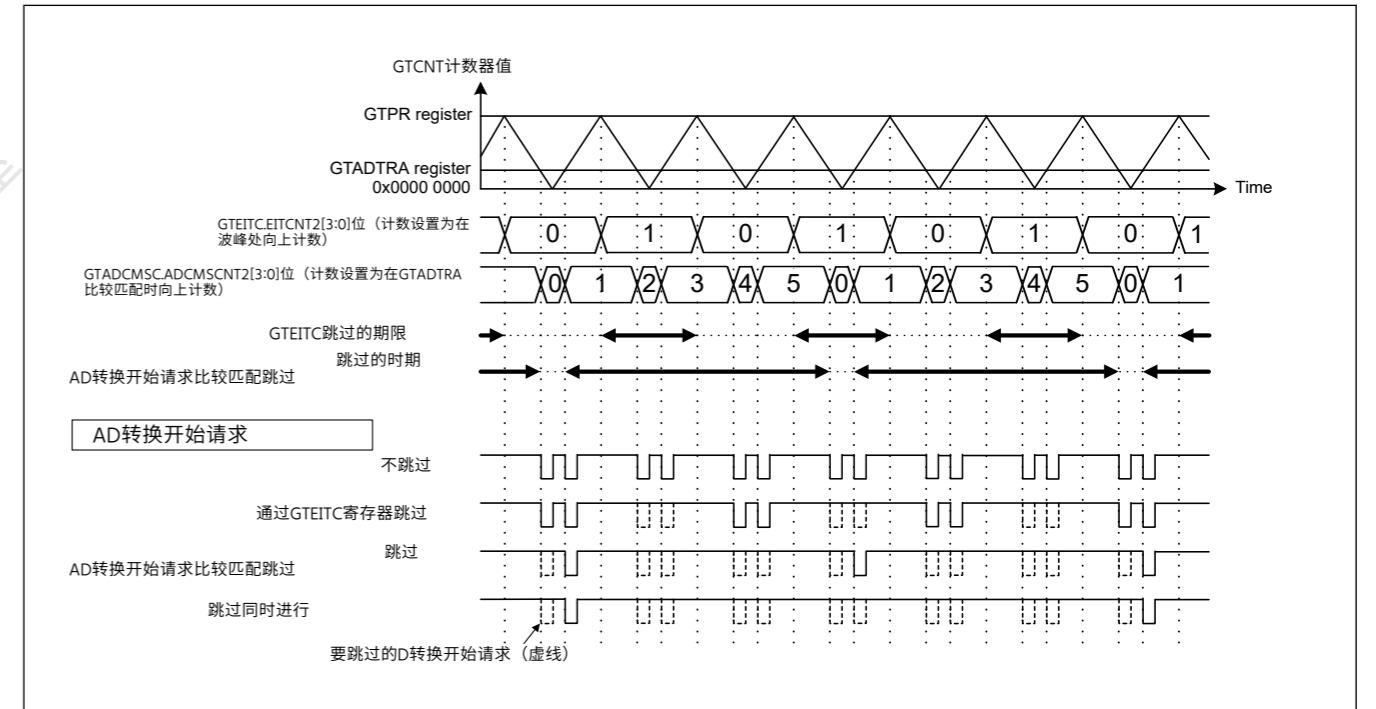 GTCNT计数器值
GTPR register
GTADTRA register
0x0000 0000
Time
GTEITC.EITCNT2[3:0]位（计数设置为在
波峰处向上计数）
0 1 0 1 0 1 0 1
GTADCMSC.ADCMSCNT2[3:0]位（计数设置为在GTADTRA
比较匹配时向上计数）
0 1 2 3 4 5 0 1 2 3 4 5 0 1
GTEITC跳过的期限
跳过的时期
AD转换开始请求比较匹配跳过
AD转换开始请求
不跳过
通过GTEITC寄存器跳过
跳过
AD转换开始请求比较匹配跳过
跳过同时进行
要跳过的D转换开始请求（虚线）